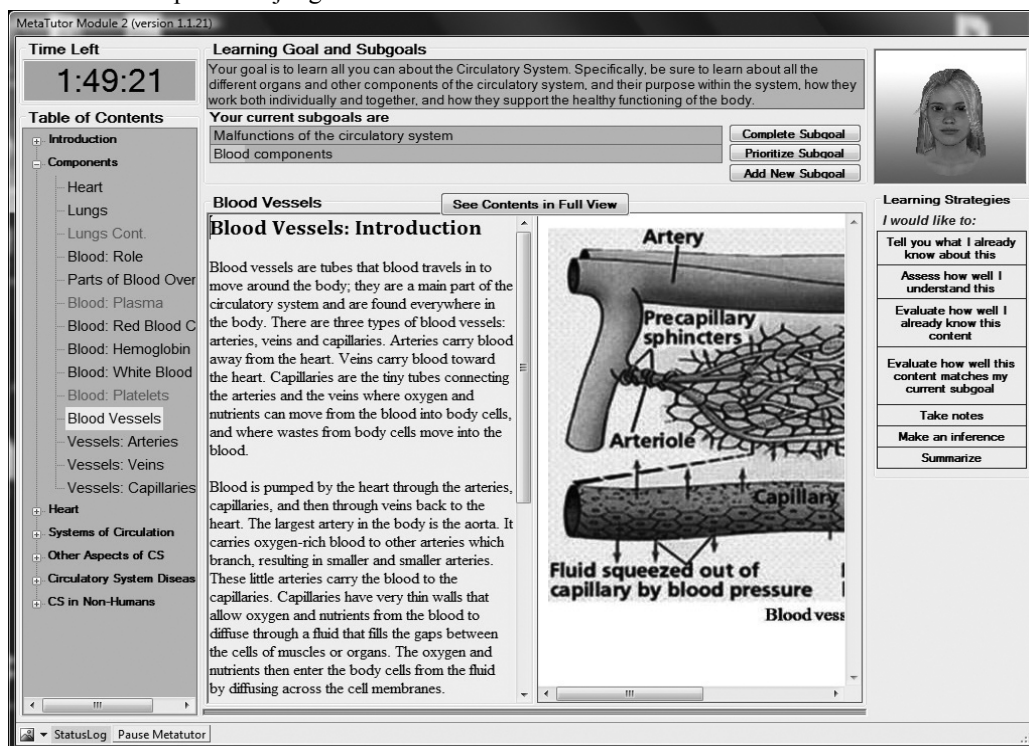 MetaTutor Module 2 (version 1.1.21)
Time Left
1:49:21
Table of Contents
Introduction
Components
Heart
Lungs
Lungs Cont.
Blood: Role
Parts of Blood Over
Blood: Plasma
Blood: Red Blood C
Blood: Hemoglobin
Blood: White Blood
Blood: Platelets
Blood Vessels
Vessels: Arteries
Vessels: Veins
Vessels: Capillaries
Heart
Systems of Circulation
Other Aspects of CS
Circulatory System Diseas
CS in Non-Humans
Learning Goal and Subgoals
Your goal is to learn all you can about the Circulatory System. Specifically, be sure to learn about all the
different organs and other components of the circulatory system, and their purpose within the system, how they
work both individually and together, and how they support the healthy functioning of the body.
Your current subgoals are
Malfunctions of the circulatory system
Blood components
Complete Subgoal
Prioritize Subgoal
Add New Subgoal
Blood Vessels
See Contents in Full View
Blood Vessels: Introduction
Blood vessels are tubes that blood travels in to
move around the body; they are a main part of the
circulatory system and are found everywhere in
the body. There are three types of blood vessels:
arteries, veins and capillaries. Arteries carry blood
away from the heart. Veins carry blood toward
the heart. Capillaries are the tiny tubes connecting
the arteries and the veins where oxygen and
nutrients can move from the blood into body cells,
and where wastes from body cells move into the
blood.
Blood is pumped by the heart through the arteries,
capillaries, and then through veins back to the
heart. The largest artery in the body is the aorta. It
carries oxygen-rich blood to other arteries which
branch, resulting in smaller and smaller arteries.
These little arteries carry the blood to the
capillaries. Capillaries have very thin walls that
allow oxygen and nutrients from the blood to
diffuse through a fluid that fills the gaps between
the cells of muscles or organs. The oxygen and
nutrients then enter the body cells from the fluid
by diffusing across the cell membranes.
Artery
Precapillary
sphincters
Arteriole
Capillary
Fluid squeezed out of
capillary by blood pressure
Blood vess
Learning Strategies
I would like to:
Tell you what I already
know about this
Assess how well I
understand this
Evaluate how well I
already know this
content
Evaluate how well this
content matches my
current subgoal
Take notes
Make an inference
Summarize
StatusLog
Pause Metatutor